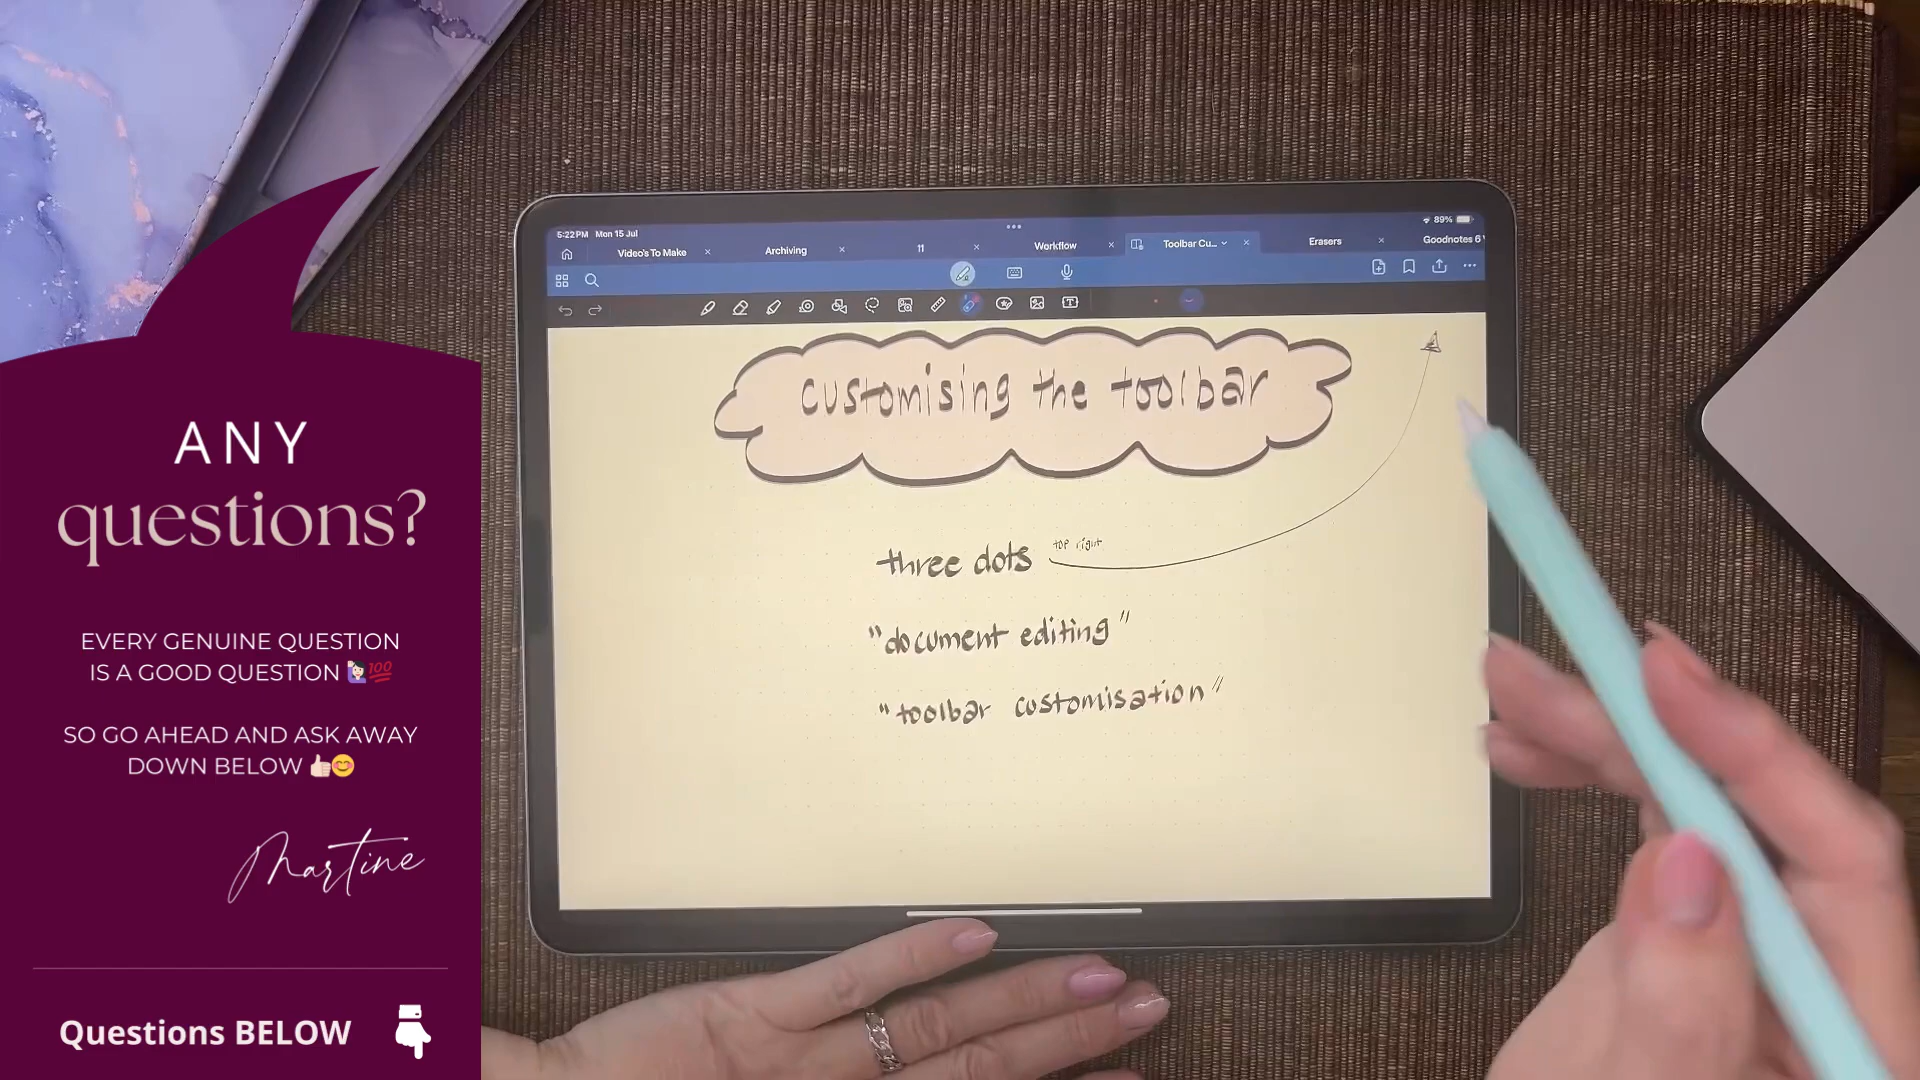 ANY
questions?
EVERY GENUINE QUESTION
IS A GOOD QUESTION 🙋🏻‍♀️💯
SO GO AHEAD AND ASK AWAY
DOWN BELOW 👍🏻😊
Martine
Questions BELOW
5:22 PM Mon 15 Jul
89%
Video's To Make
Archiving
11
Workflow
Toolbar Cu...
Erasers
Goodnotes 6
customising the toolbar
three dots top right
"document editing"
"toolbar customisation"